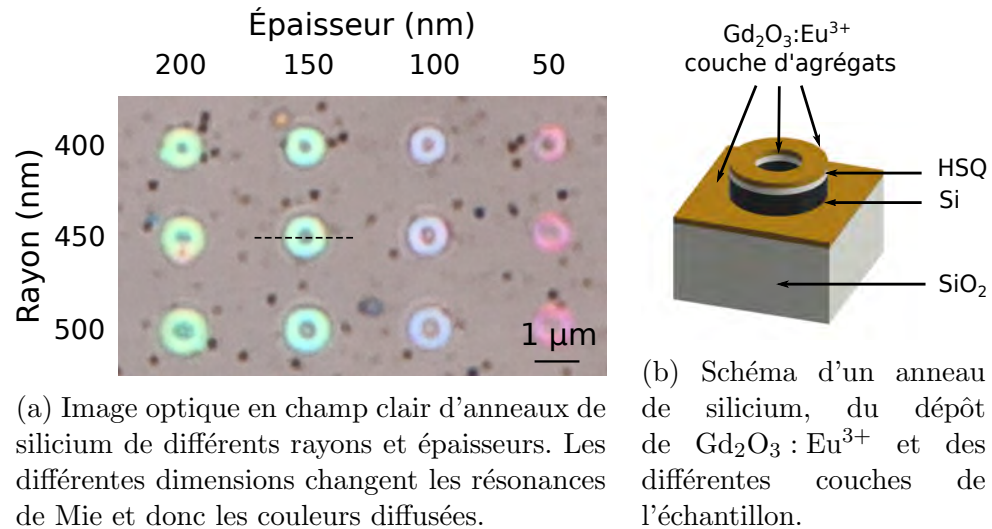 Épaisseur (nm)
200 150 100 50
Rayon (nm)
400
450
500
1 µm
(a) Image optique en champ clair d'anneaux de
silicium de différents rayons et épaisseurs. Les
différentes dimensions changent les résonances
de Mie et donc les couleurs diffusées.
Gd₂O₃:Eu³⁺
couche d'agrégats
HSQ
Si
SiO₂
(b) Schéma d'un anneau
de silicium, du dépôt
de Gd₂O₃ : Eu³⁺ et des
différentes couches de
l'échantillon.